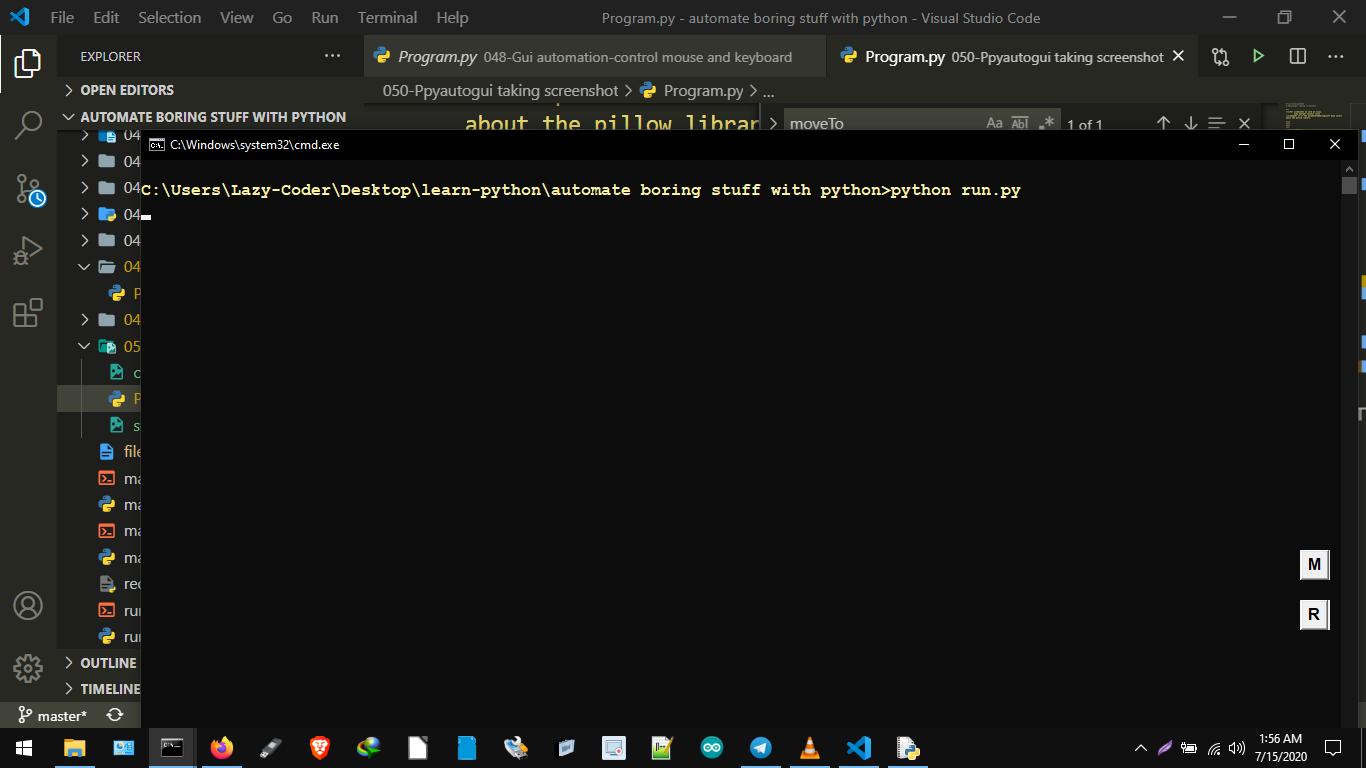 File Edit Selection View Go Run Terminal Help
Program.py - automate boring stuff with python - Visual Studio Code
EXPLORER
Program.py 048-Gui automation-control mouse and keyboard
Program.py 050-Ppyautogui taking screenshot
OPEN EDITORS
050-Ppyautogui taking screenshot > Program.py > ...
AUTOMATE BORING STUFF WITH PYTHON
about the pillow librar
moveTo
Aa Abl .*
1 of 1
04
C:\Windows\system32\cmd.exe
04
04
C:\Users\Lazy-Coder\Desktop\learn-python\automate boring stuff with python>python run.py
04
04
04
P
04
05
c
P
s
file
ma
ma
ma
ma
rec
run
run
M
R
OUTLINE
TIMELINE
master*
1:56 AM
7/15/2020